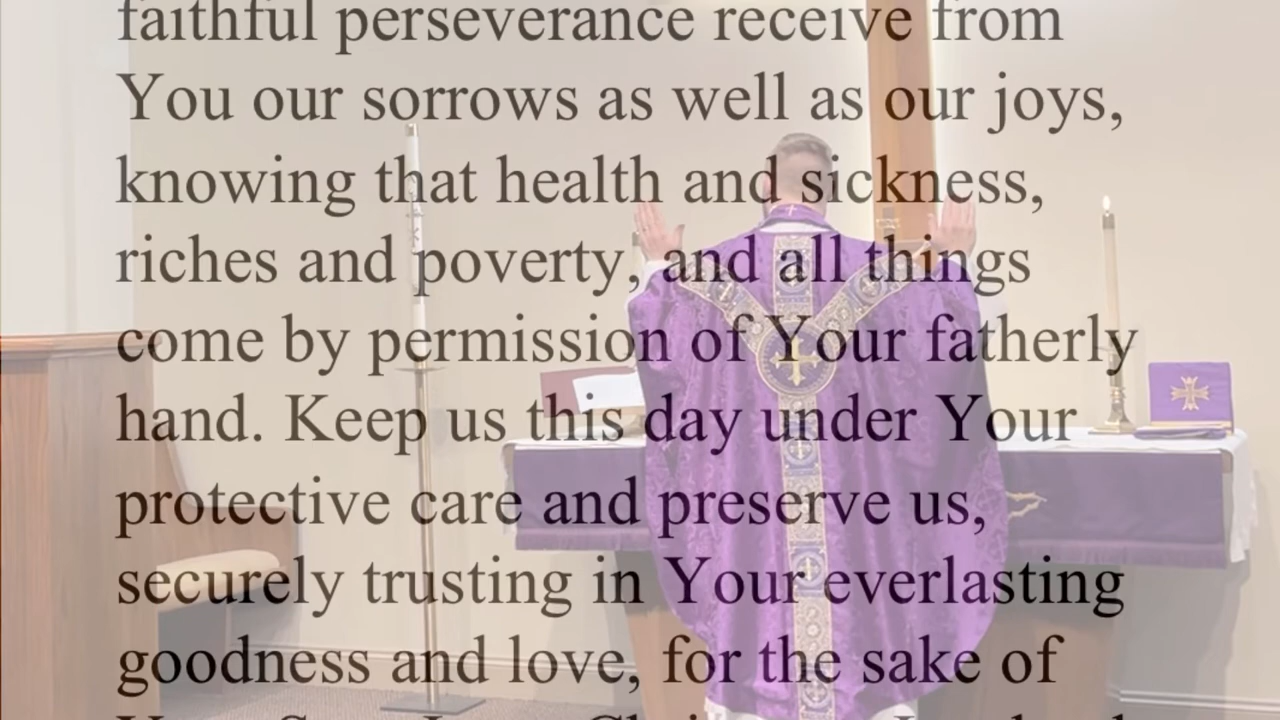 faithful perseverance receive from
You our sorrows as well as our joys,
knowing that health and sickness,
riches and poverty, and all things
come by permission of Your fatherly
hand. Keep us this day under Your
protective care and preserve us,
securely trusting in Your everlasting
goodness and love, for the sake of